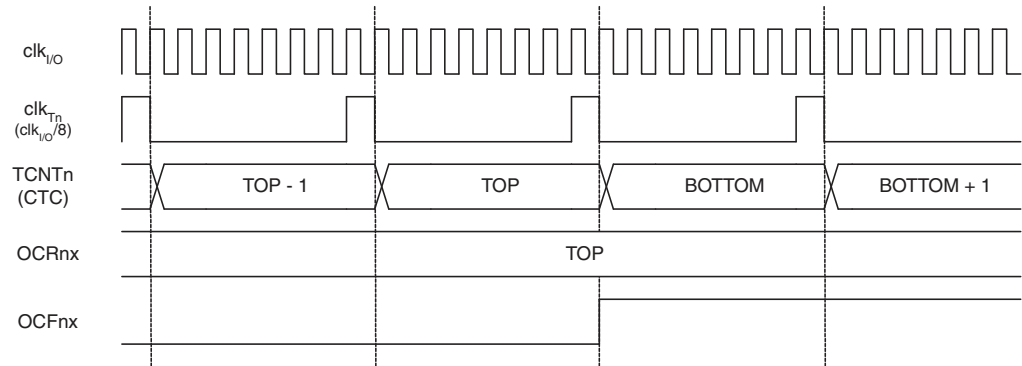 clkI/O
clkTn
(clkI/O/8)
TCNTn
(CTC)
TOP - 1
TOP
BOTTOM
BOTTOM + 1
OCRnx
TOP
OCFnx